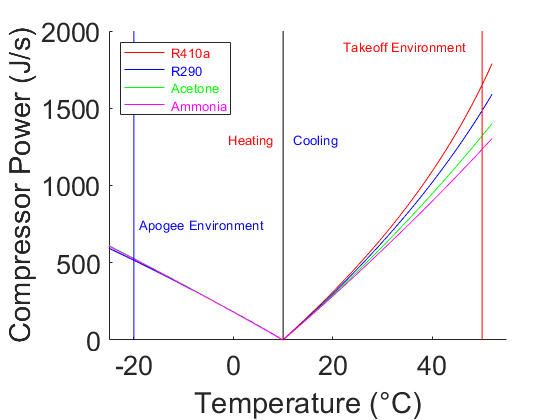 Compressor Power (J/s)
2000
1500
1000
500
0
R410a
R290
Acetone
Ammonia
Takeoff Environment
Heating
Cooling
Apogee Environment
-20
0
20
40
Temperature (°C)